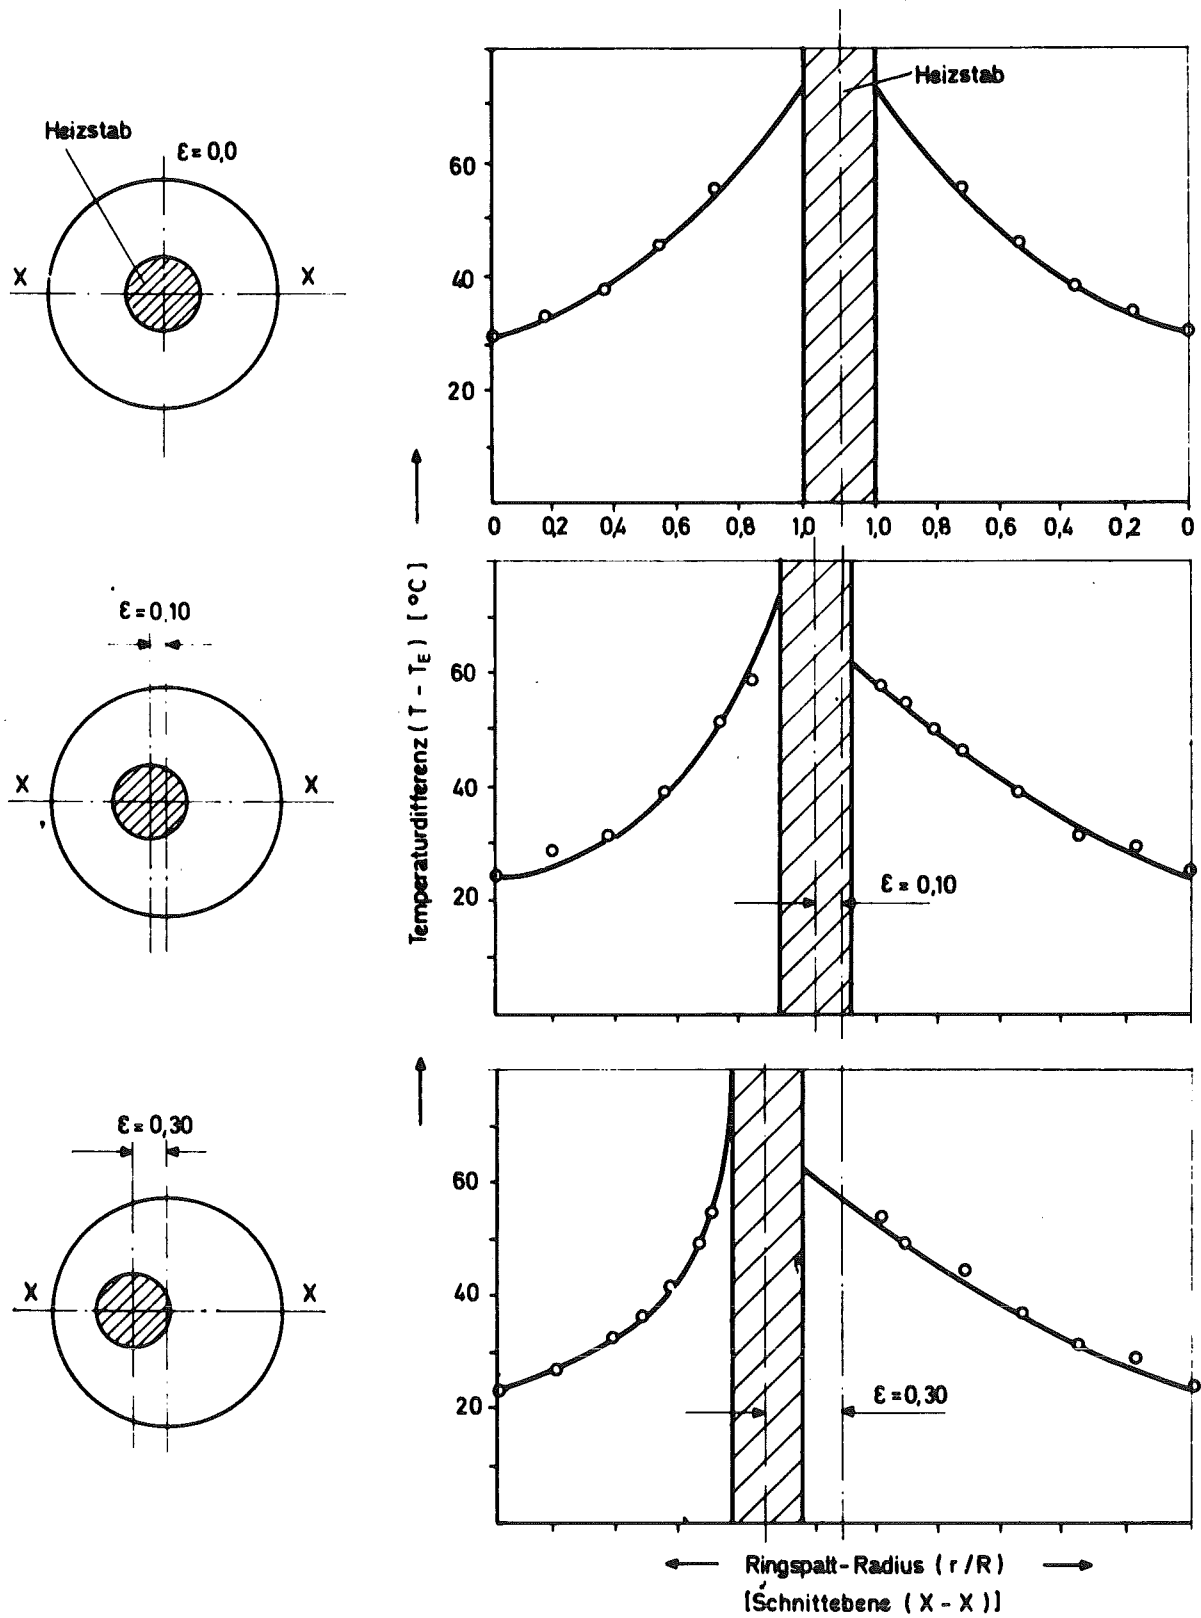 Heizstab
ε = 0,0
X X
Heizstab
60
40
20
0 0,2 0,4 0,6 0,8 1,0 1,0 0,8 0,6 0,4 0,2 0
Temperaturdifferenz ( T - TE ) [ °C ]
ε = 0,10
X X
60
40
20
ε = 0,10
ε = 0,30
X X
60
40
20
ε = 0,30
Ringspalt-Radius ( r / R )
[Schnittebene ( X - X )]